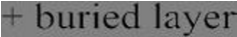 + buried layer